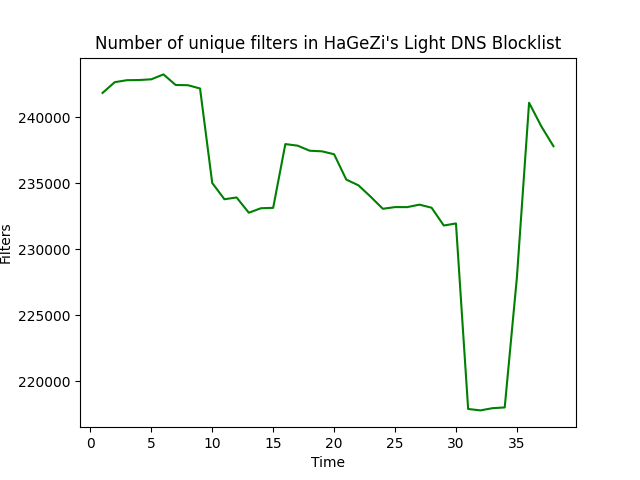 Number of unique filters in HaGeZi's Light DNS Blocklist
240000
235000
230000
225000
220000
Filters
0 5 10 15 20 25 30 35
Time